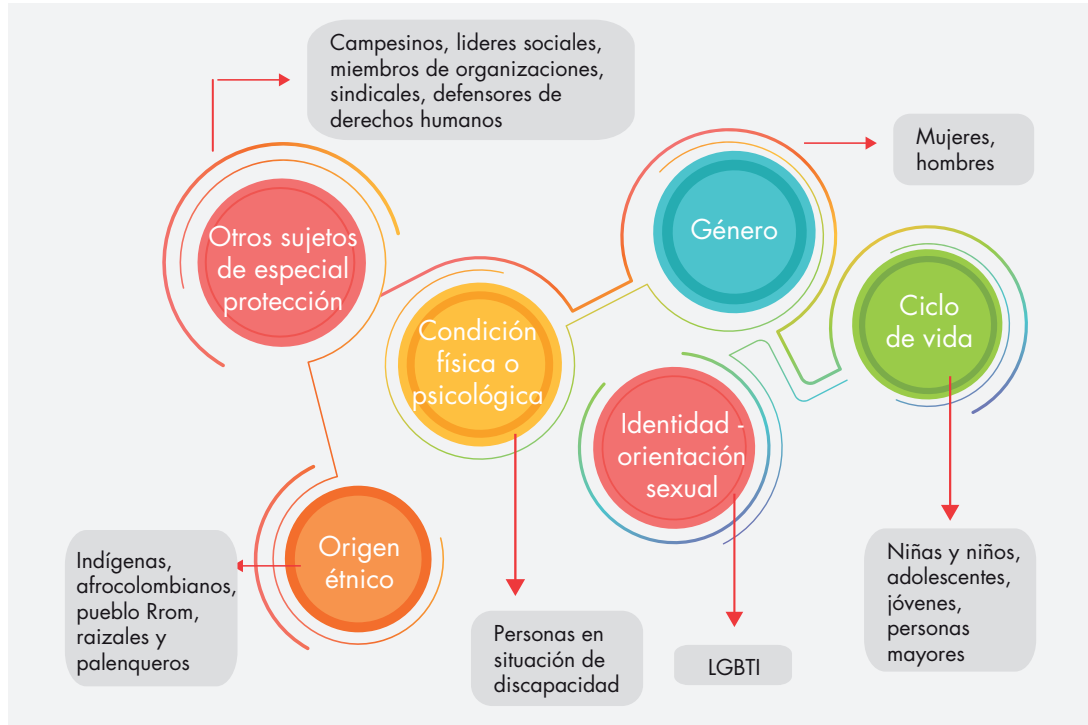 Campesinos, lideres sociales,
miembros de organizaciones,
sindicales, defensores de
derechos humanos
Mujeres,
hombres
Otros sujetos
de especial
protección
Género
Ciclo
de vida
Condición
física o
psicológica
Identidad -
orientación
sexual
Origen
étnico
Indígenas,
afrocolombianos,
pueblo Rrom,
raizales y
palenqueros
Personas en
situación de
discapacidad
LGBTI
Niñas y niños,
adolescentes,
jóvenes,
personas
mayores